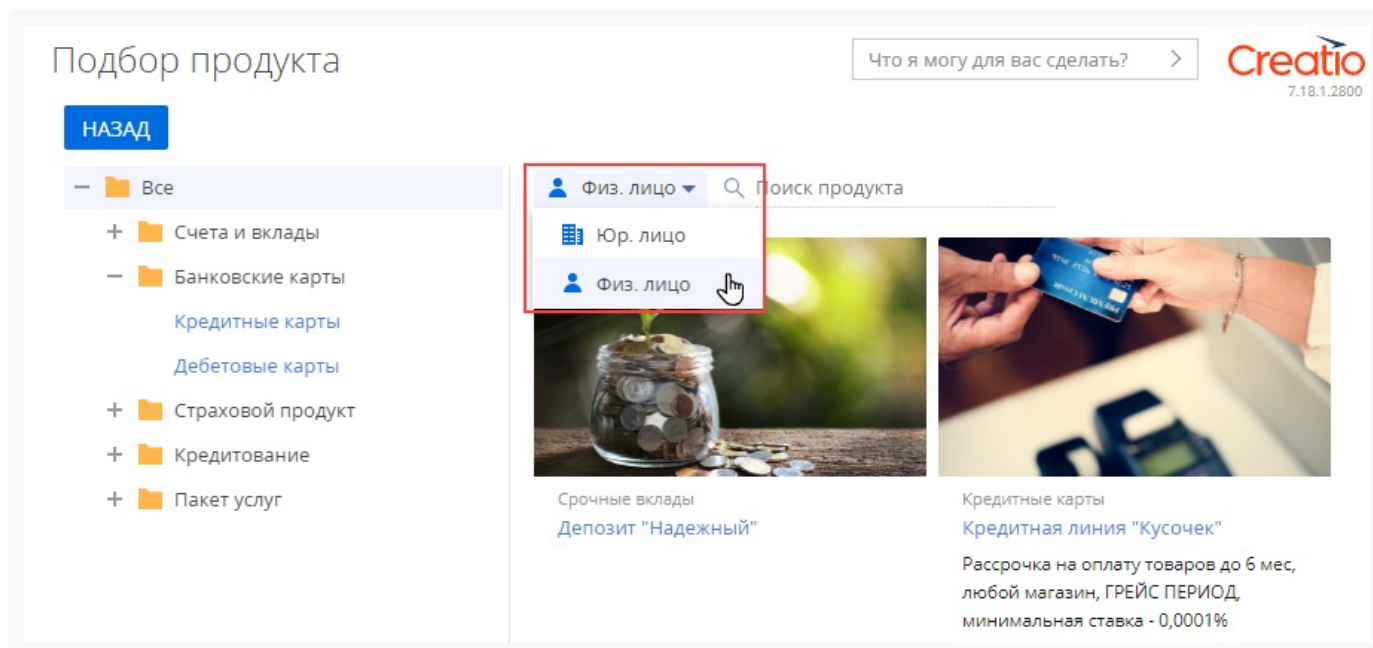 Подбор продукта
Что я могу для вас сделать?
Creatio
7.18.1.2800
НАЗАД
Все
Счета и вклады
Банковские карты
Кредитные карты
Дебетовые карты
Страховой продукт
Кредитование
Пакет услуг
Физ. лицо
Поиск продукта
Юр. лицо
Физ. лицо
Срочные вклады
Депозит "Надежный"
Кредитные карты
Кредитная линия "Кусочек"
Рассрочка на оплату товаров до 6 мес,
любой магазин, ГРЕЙС ПЕРИОД,
минимальная ставка - 0,0001%